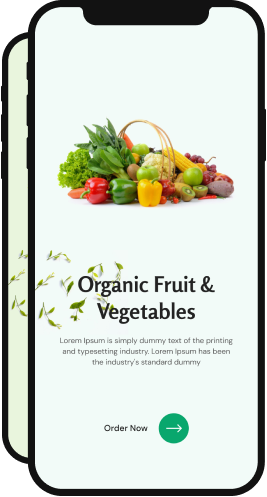 Organic Fruit &
Vegetables
Lorem Ipsum is simply dummy text of the printing
and typesetting industry. Lorem Ipsum has been
the industry's standard dummy
Order Now